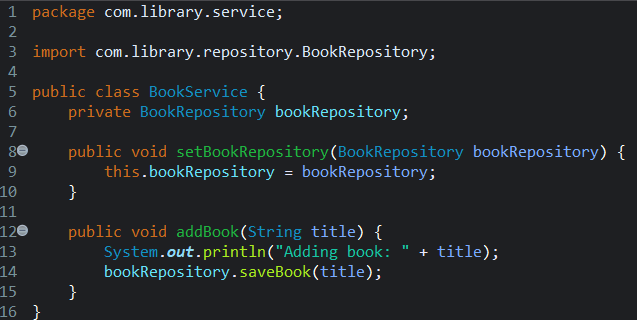 1 package com.library.service;
2
3 import com.library.repository.BookRepository;
4
5 public class BookService {
6     private BookRepository bookRepository;
7
8     public void setBookRepository(BookRepository bookRepository) {
9         this.bookRepository = bookRepository;
10     }
11
12     public void addBook(String title) {
13         System.out.println("Adding book: " + title);
14         bookRepository.saveBook(title);
15     }
16 }